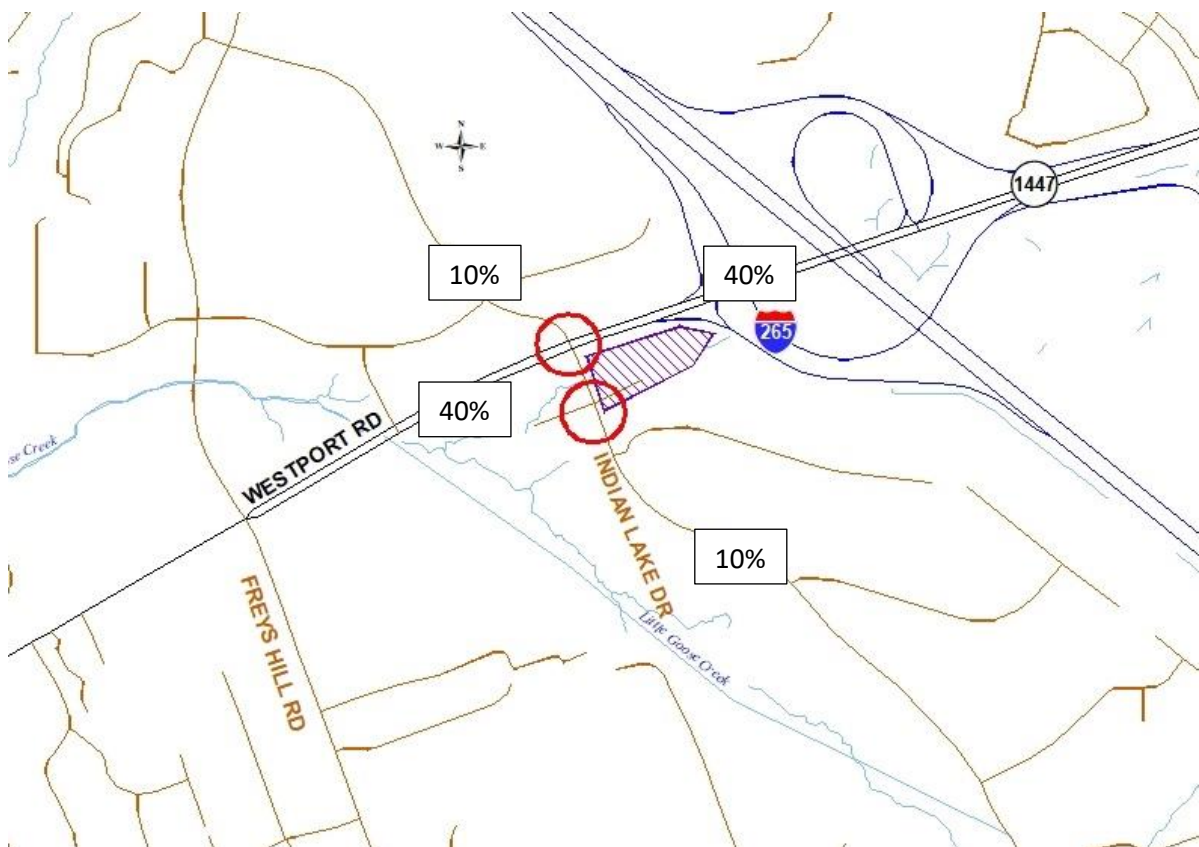 N
W E
S
1447
10%
40%
265
40%
WESTPORT RD
se Creek
INDIAN LAKE DR
10%
FREYS HILL RD
Little Goose Creek